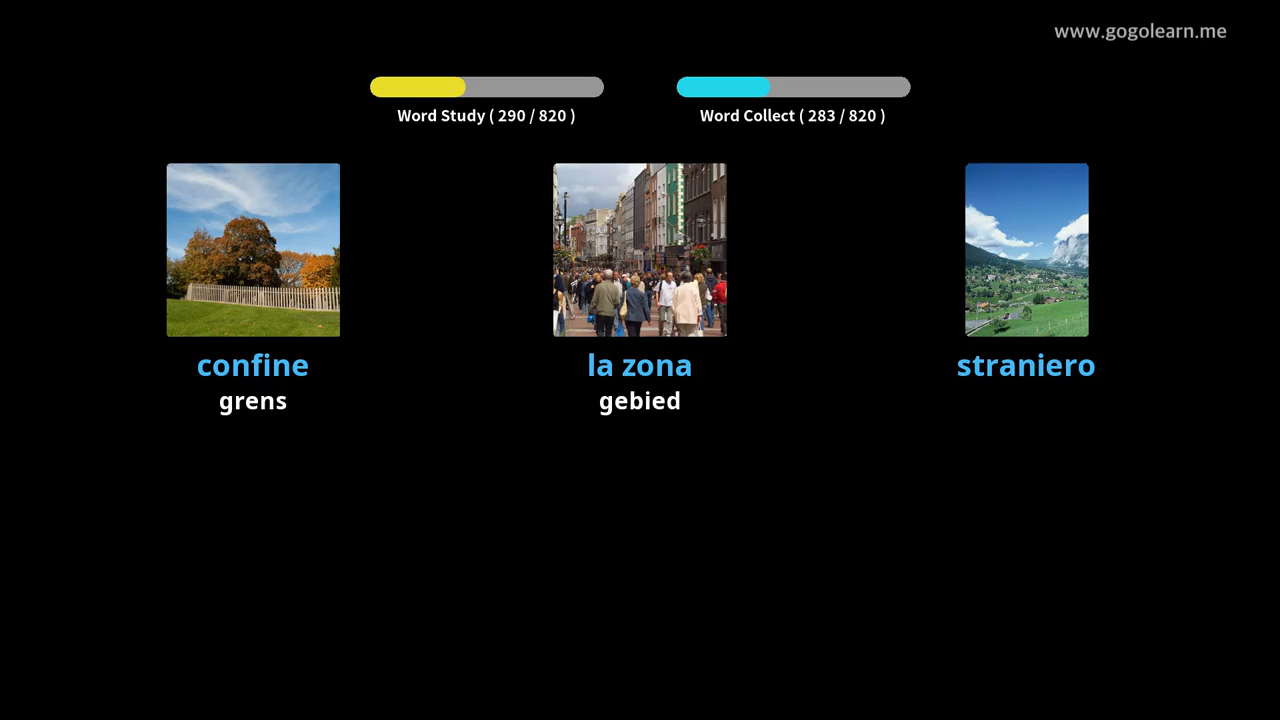 www.gogolearn.me
Word Study ( 290 / 820 )
Word Collect ( 283 / 820 )
confine
grens
la zona
gebied
straniero